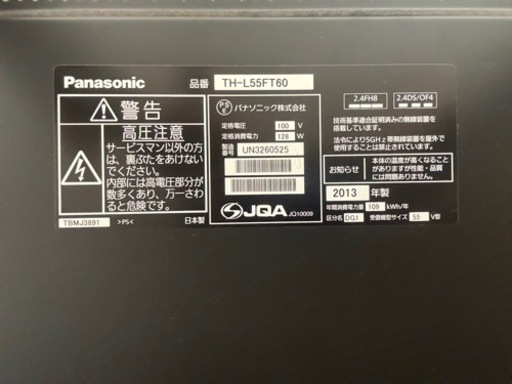 Panasonic
品番 TH-L55FT60
警告
高圧注意
サービスマン以外の方
は、裏ぶたをあけない
でください。
内部には高電圧部分が
数多くあり、万一さわ
ると危険です。
TBMJ3891 >PS< 日本製
PSE パナソニック株式会社
定格電圧 100 V
定格消費電力 128 W
製造番号 UN3260525
JQA JQ10009
2.4FH8 2.4DS/OF4
技術基準適合証明済みの無線装置を
搭載しています。
法令により5GHz帯無線装置を屋外で
使用することは禁止されています。
お知らせ
本体の温度が高くなること
がありますが、性能・品質
には問題ありません。
2013 年製
年間消費電力量 109 kWh/年
区分 DG1 受信機型サイズ 55 V型